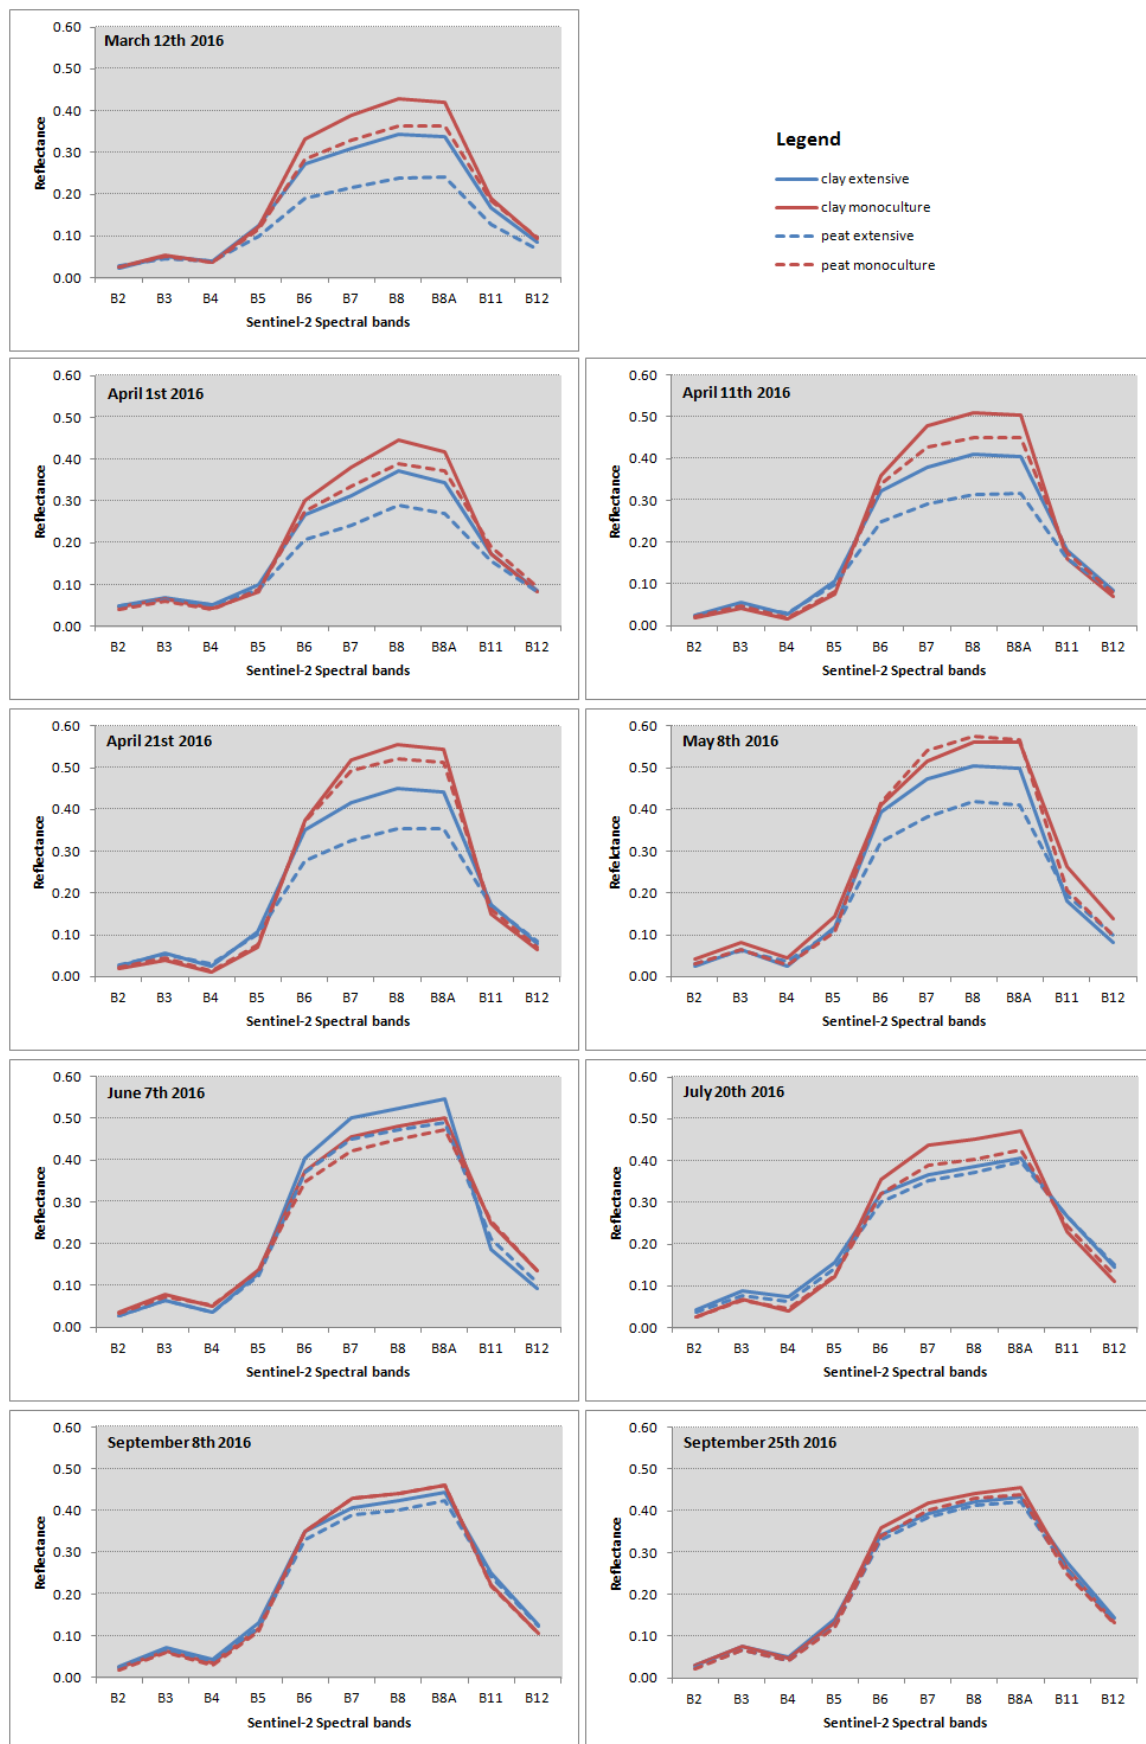 March 12th 2016
0.60
0.50
0.40
0.30
0.20
0.10
0.00
Reflectance
B2 B3 B4 B5 B6 B7 B8 B8A B11 B12
Sentinel-2 Spectral bands
Legend
clay extensive
clay monoculture
peat extensive
peat monoculture
April 1st 2016
0.60
0.50
0.40
0.30
0.20
0.10
0.00
Reflectance
B2 B3 B4 B5 B6 B7 B8 B8A B11 B12
Sentinel-2 Spectral bands
April 11th 2016
0.60
0.50
0.40
0.30
0.20
0.10
0.00
Reflectance
B2 B3 B4 B5 B6 B7 B8 B8A B11 B12
Sentinel-2 Spectral bands
April 21st 2016
0.60
0.50
0.40
0.30
0.20
0.10
0.00
Reflectance
B2 B3 B4 B5 B6 B7 B8 B8A B11 B12
Sentinel-2 Spectral bands
May 8th 2016
0.60
0.50
0.40
0.30
0.20
0.10
0.00
Refelctance
B2 B3 B4 B5 B6 B7 B8 B8A B11 B12
Sentinel-2 Spectral bands
June 7th 2016
0.60
0.50
0.40
0.30
0.20
0.10
0.00
Reflectance
B2 B3 B4 B5 B6 B7 B8 B8A B11 B12
Sentinel-2 Spectral bands
July 20th 2016
0.60
0.50
0.40
0.30
0.20
0.10
0.00
Reflectance
B2 B3 B4 B5 B6 B7 B8 B8A B11 B12
Sentinel-2 Spectral bands
September 8th 2016
0.60
0.50
0.40
0.30
0.20
0.10
0.00
Reflectance
B2 B3 B4 B5 B6 B7 B8 B8A B11 B12
Sentinel-2 Spectral bands
September 25th 2016
0.60
0.50
0.40
0.30
0.20
0.10
0.00
Reflectance
B2 B3 B4 B5 B6 B7 B8 B8A B11 B12
Sentinel-2 Spectral bands